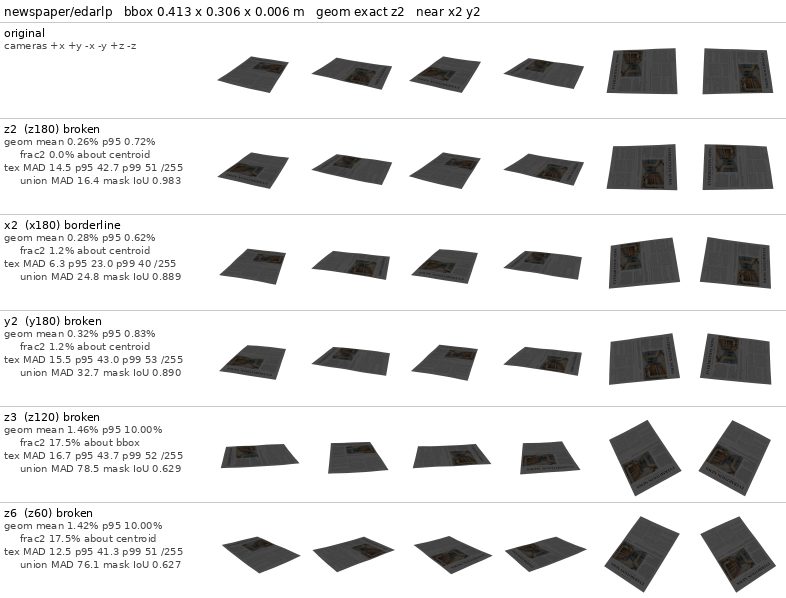 newspaper/edarlp bbox 0.413 x 0.306 x 0.006 m geom exact z2 near x2 y2
original
cameras +x +y -x -y +z -z
z2 (z180) broken
geom mean 0.26% p95 0.72%
frac2 0.0% about centroid
tex MAD 14.5 p95 42.7 p99 51 /255
union MAD 16.4 mask IoU 0.983
x2 (x180) borderline
geom mean 0.28% p95 0.62%
frac2 1.2% about centroid
tex MAD 6.3 p95 23.0 p99 40 /255
union MAD 24.8 mask IoU 0.889
y2 (y180) broken
geom mean 0.32% p95 0.83%
frac2 1.2% about centroid
tex MAD 15.5 p95 43.0 p99 53 /255
union MAD 32.7 mask IoU 0.890
z3 (z120) broken
geom mean 1.46% p95 10.00%
frac2 17.5% about bbox
tex MAD 16.7 p95 43.7 p99 52 /255
union MAD 78.5 mask IoU 0.629
z6 (z60) broken
geom mean 1.42% p95 10.00%
frac2 17.5% about centroid
tex MAD 12.5 p95 41.3 p99 51 /255
union MAD 76.1 mask IoU 0.627